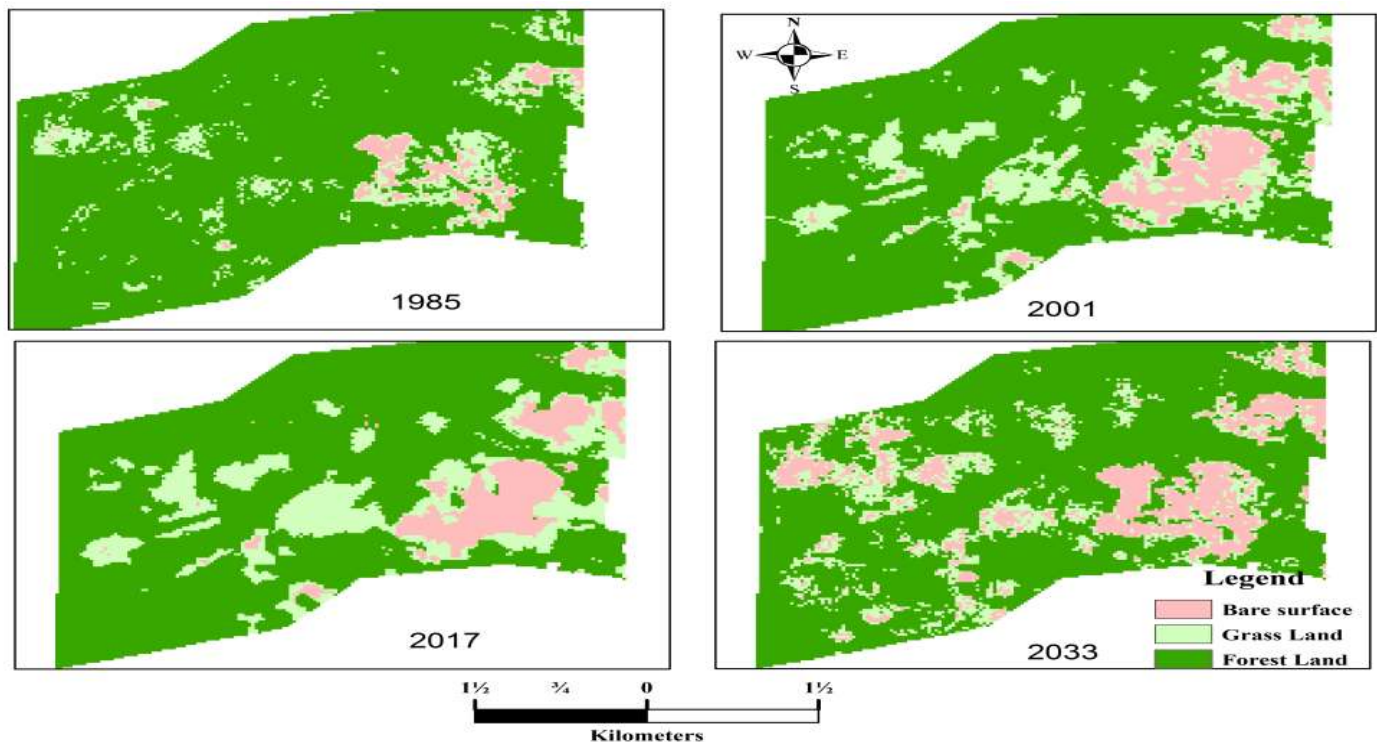 N
W E
S
1985
2001
2017
2033
Legend
Bare surface
Grass Land
Forest Land
1½ ¾ 0 1½
Kilometers